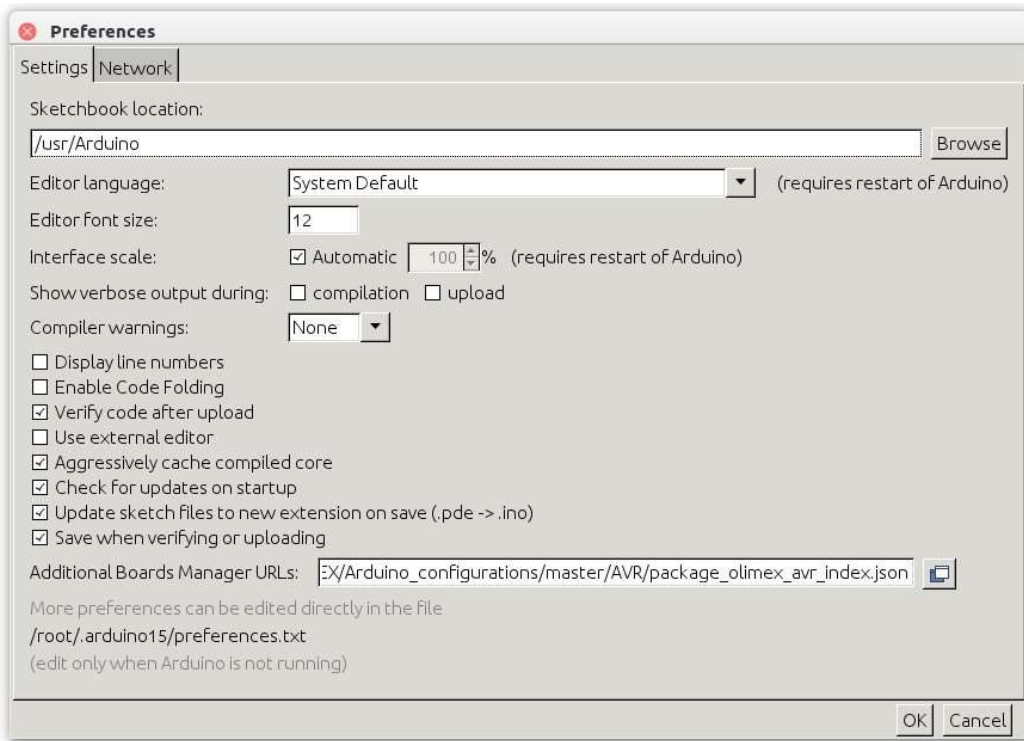 Preferences
Settings Network
Sketchbook location:
/usr/Arduino Browse
Editor language: System Default (requires restart of Arduino)
Editor font size: 12
Interface scale: Automatic 100 % (requires restart of Arduino)
Show verbose output during: compilation upload
Compiler warnings: None
Display line numbers
Enable Code Folding
Verify code after upload
Use external editor
Aggressively cache compiled core
Check for updates on startup
Update sketch files to new extension on save (.pde -> .ino)
Save when verifying or uploading
Additional Boards Manager URLs: EX/Arduino_configurations/master/AVR/package_olimex_avr_index.json
More preferences can be edited directly in the file
/root/.arduino15/preferences.txt
(edit only when Arduino is not running)
OK Cancel